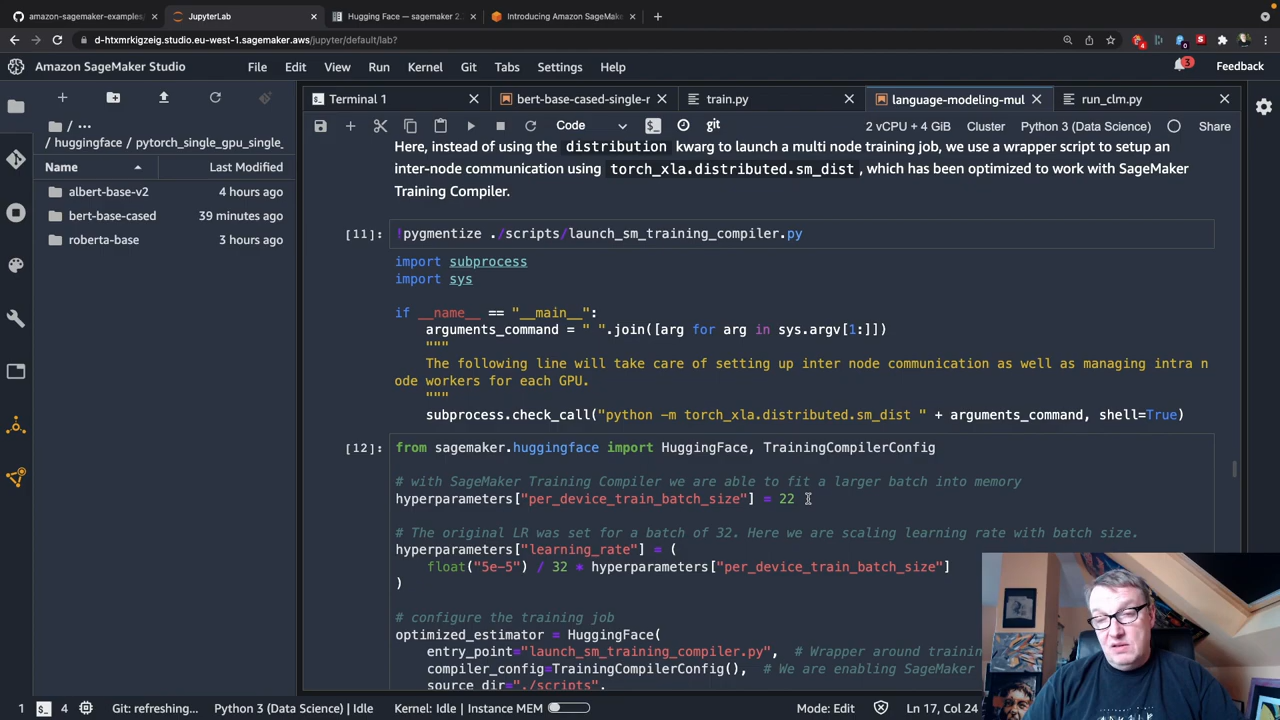 amazon-sagemaker-examples/
JupyterLab
Hugging Face — sagemaker 2.
Introducing Amazon SageMake
d-htxmrkigzeig.studio.eu-west-1.sagemaker.aws/jupyter/default/lab?
Amazon SageMaker Studio
File Edit View Run Kernel Git Tabs Settings Help
3
Feedback
Terminal 1
bert-base-cased-single-r
train.py
language-modeling-mul
run_clm.py
/ ...
/ huggingface / pytorch_single_gpu_single_
Code
git
2 vCPU + 4 GiB
Cluster
Python 3 (Data Science)
Share
Name
Last Modified
albert-base-v2 4 hours ago
bert-base-cased 39 minutes ago
roberta-base 3 hours ago
Here, instead of using the distribution kwarg to launch a multi node training job, we use a wrapper script to setup an
inter-node communication using torch_xla.distributed.sm_dist , which has been optimized to work with SageMaker
Training Compiler.
[11]:
!pygmentize ./scripts/launch_sm_training_compiler.py
import subprocess
import sys
if __name__ == "__main__":
arguments_command = " ".join([arg for arg in sys.argv[1:]])
"""
The following line will take care of setting up inter node communication as well as managing intra n
ode workers for each GPU.
"""
subprocess.check_call("python -m torch_xla.distributed.sm_dist " + arguments_command, shell=True)
[12]:
from sagemaker.huggingface import HuggingFace, TrainingCompilerConfig
# with SageMaker Training Compiler we are able to fit a larger batch into memory
hyperparameters["per_device_train_batch_size"] = 22
# The original LR was set for a batch of 32. Here we are scaling learning rate with batch size.
hyperparameters["learning_rate"] = (
float("5e-5") / 32 * hyperparameters["per_device_train_batch_size"]
)
# configure the training job
optimized_estimator = HuggingFace(
entry_point="launch_sm_training_compiler.py", # Wrapper around trainin
compiler_config=TrainingCompilerConfig(), # We are enabling SageMaker
source_dir="./scripts",
1
4
Git: refreshing...
Python 3 (Data Science) | Idle
Kernel: Idle | Instance MEM
Mode: Edit
Ln 17, Col 24